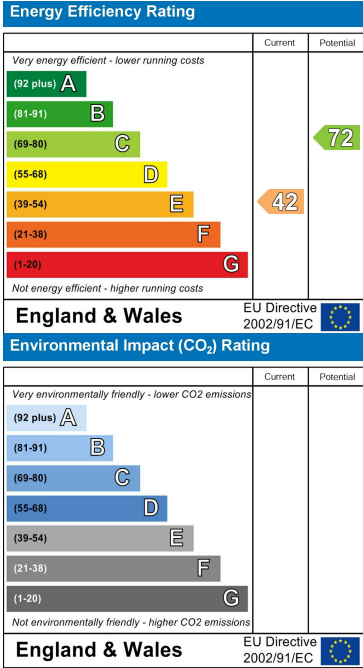 Energy Efficiency Rating
Current Potential
Very energy efficient - lower running costs
(92 plus) A
(81-91) B
(69-80) C
72
(55-68) D
(39-54) E
42
(21-38) F
(1-20) G
Not energy efficient - higher running costs
England & Wales
EU Directive
2002/91/EC
Environmental Impact (CO₂) Rating
Current Potential
Very environmentally friendly - lower CO2 emissions
(92 plus) A
(81-91) B
(69-80) C
(55-68) D
(39-54) E
(21-38) F
(1-20) G
Not environmentally friendly - higher CO2 emissions
England & Wales
EU Directive
2002/91/EC